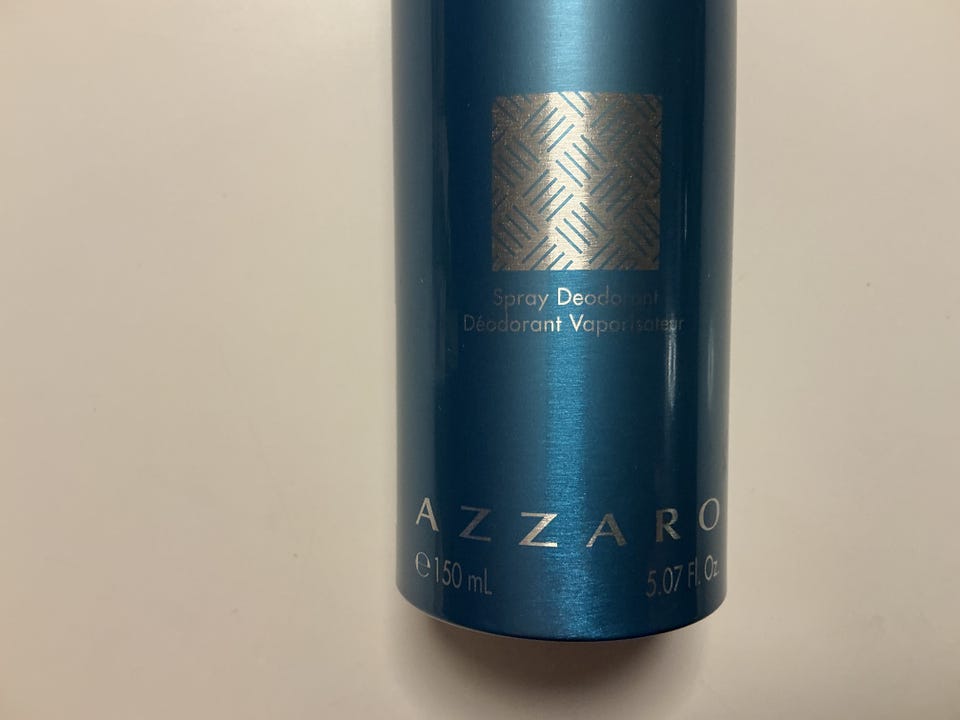 Spray Deodorant
Déodorant Vaporisateur
AZZARO
℮150 mL 5.07 Fl. Oz.